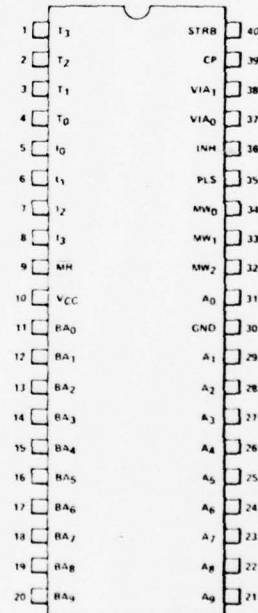 1 T3 STRB 40
2 T2 CP 39
3 T1 VIA1 38
4 T0 VIA0 37
5 I0 INH 36
6 I1 PLS 35
7 I2 MW0 34
8 I3 MW1 33
9 MR MW2 32
10 VCC A0 31
11 BA0 GND 30
12 BA1 A1 29
13 BA2 A2 28
14 BA3 A3 27
15 BA4 A4 26
16 BA5 A5 25
17 BA6 A6 24
18 BA7 A7 23
19 BA8 A8 22
20 BA9 A9 21